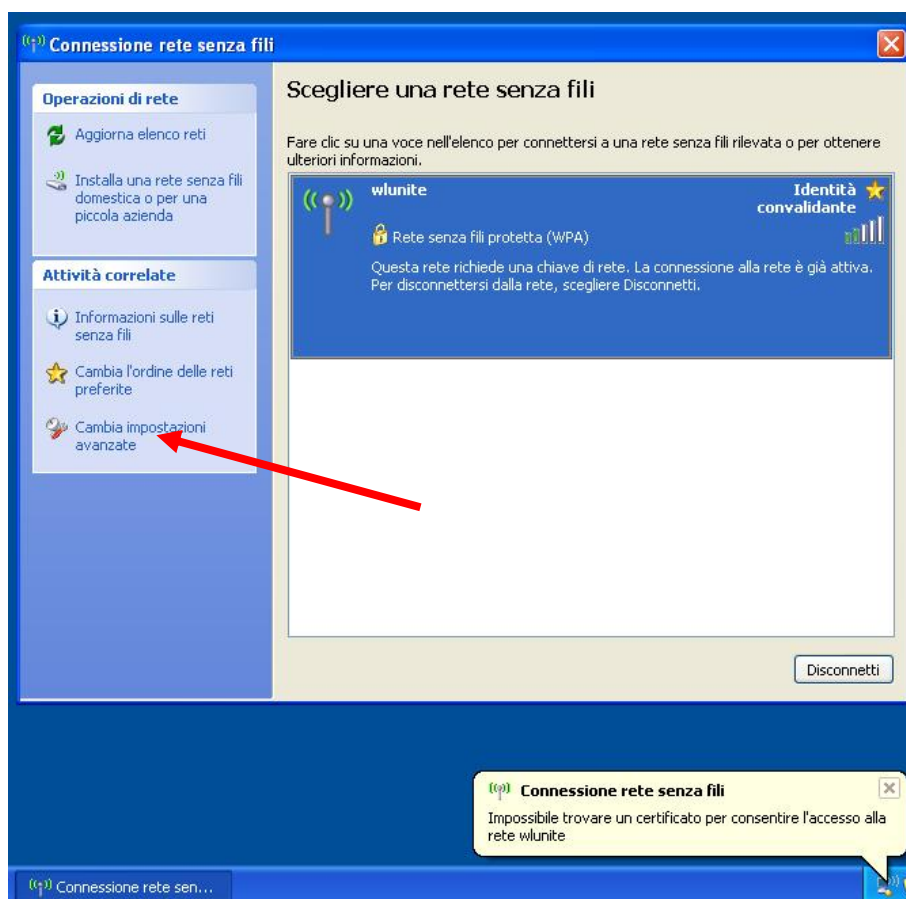 Connessione rete senza fili
Operazioni di rete
Aggiorna elenco reti
Installa una rete senza fili
domestica o per una
piccola azienda
Attività correlate
Informazioni sulle reti
senza fili
Cambia l'ordine delle reti
preferite
Cambia impostazioni
avanzate
Scegliere una rete senza fili
Fare clic su una voce nell'elenco per connettersi a una rete senza fili rilevata o per ottenere
ulteriori informazioni.
wlunite
Identità
convalidante
Rete senza fili protetta (WPA)
Questa rete richiede una chiave di rete. La connessione alla rete è già attiva.
Per disconnettersi dalla rete, scegliere Disconnetti.
Disconnetti
Connessione rete senza fili
Impossibile trovare un certificato per consentire l'accesso alla
rete wlunite
Connessione rete sen...